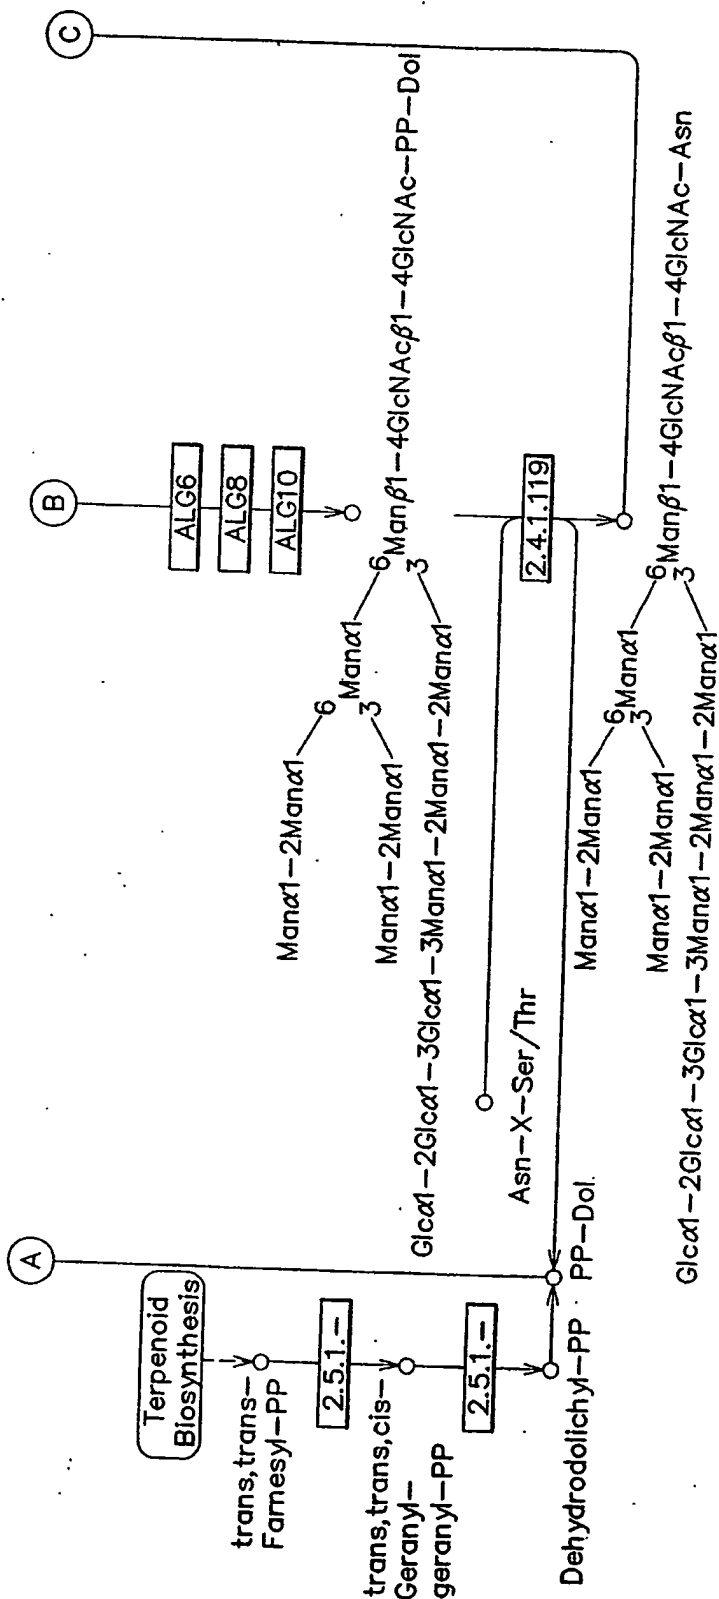 A
B
C
Terpenoid
Biosynthesis
trans,trans-
Farnesyl-PP
2.5.1.-
trans,trans,cis-
Geranyl-
geranyl-PP
2.5.1.-
Dehydrodolichyl-PP
PP-Dol.
ALG6
ALG8
ALG10
Manα1-2Manα1
6
Manα1
3
Manα1-2Manα1
6
Manβ1-4GlcNAcβ1-4GlcNAc-PP-Dol
3
Glcα1-2Glcα1-3Glcα1-3Manα1-2Manα1-2Manα1
2.4.1.119
Asn-X-Ser/Thr
Manα1-2Manα1
6
Manα1
3
Manα1-2Manα1
6
Manβ1-4GlcNAcβ1-4GlcNAc-Asn
3
Glcα1-2Glcα1-3Glcα1-3Manα1-2Manα1-2Manα1